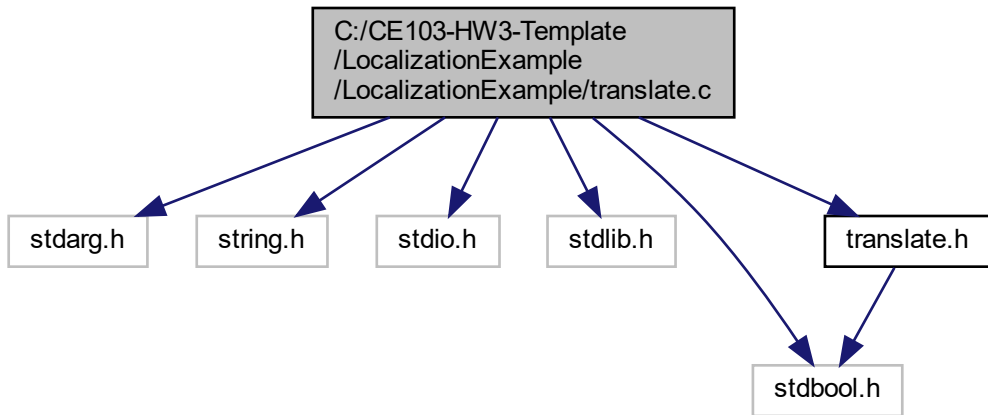 C:/CE103-HW3-Template
/LocalizationExample
/LocalizationExample/translate.c
stdarg.h
string.h
stdio.h
stdlib.h
translate.h
stdbool.h